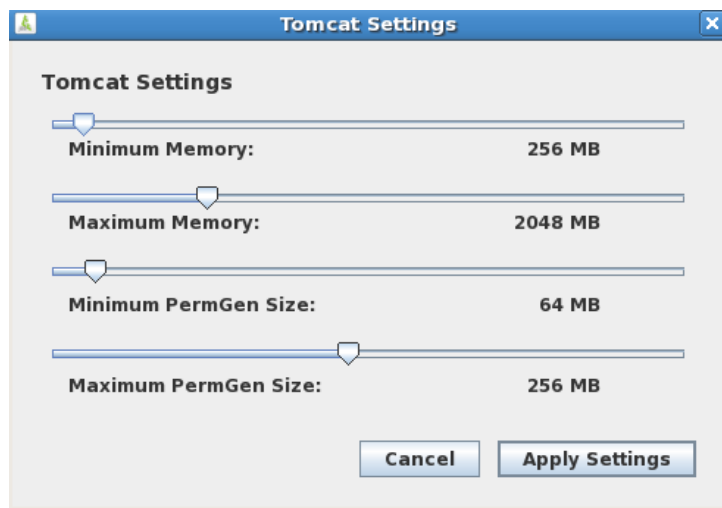 Tomcat Settings
Tomcat Settings
Minimum Memory: 256 MB
Maximum Memory: 2048 MB
Minimum PermGen Size: 64 MB
Maximum PermGen Size: 256 MB
Cancel Apply Settings